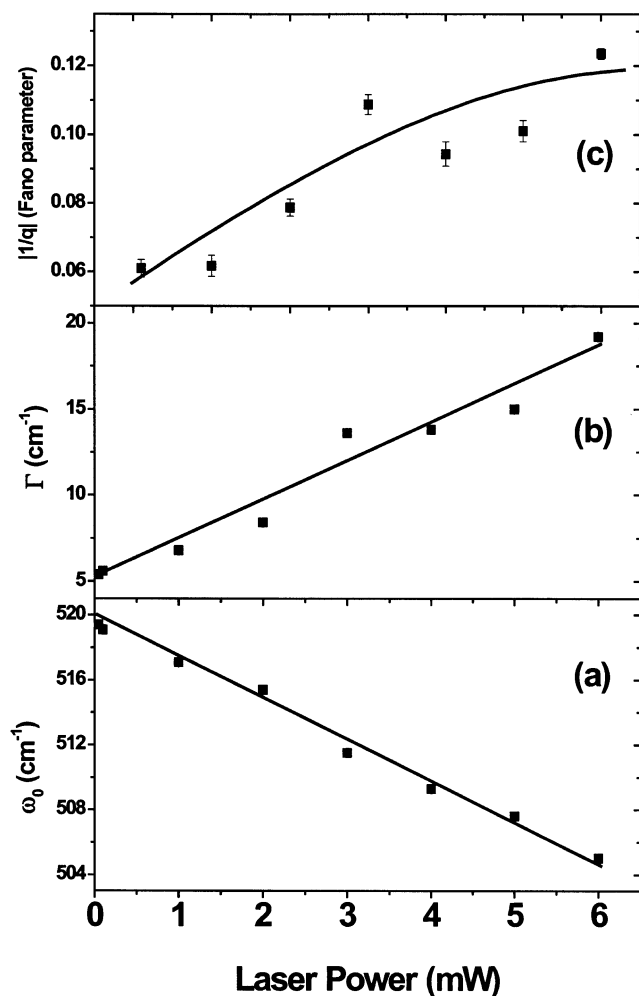 0.12
0.10
0.08
0.06
|1/q| (Fano parameter)
(c)
20
15
10
5
Γ (cm⁻¹)
(b)
520
516
512
508
504
ω₀ (cm⁻¹)
(a)
0 1 2 3 4 5 6
Laser Power (mW)